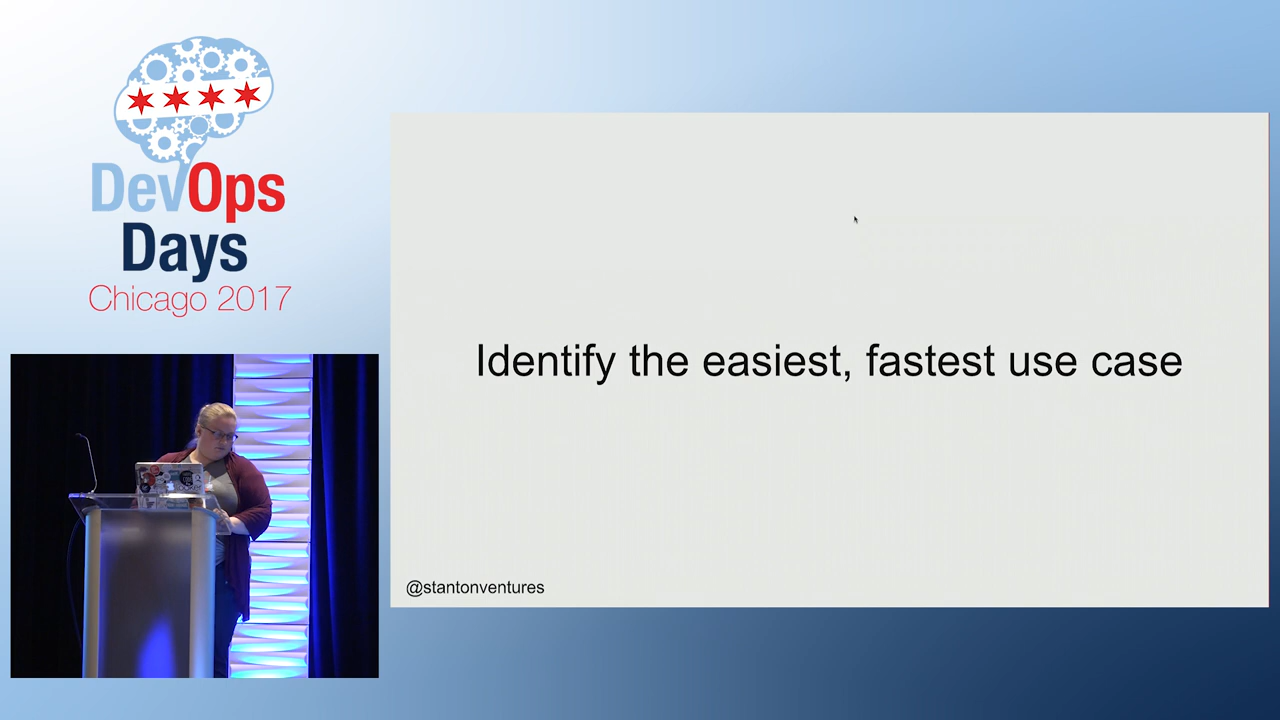 DevOps
Days
Chicago 2017
Identify the easiest, fastest use case
@stantonventures